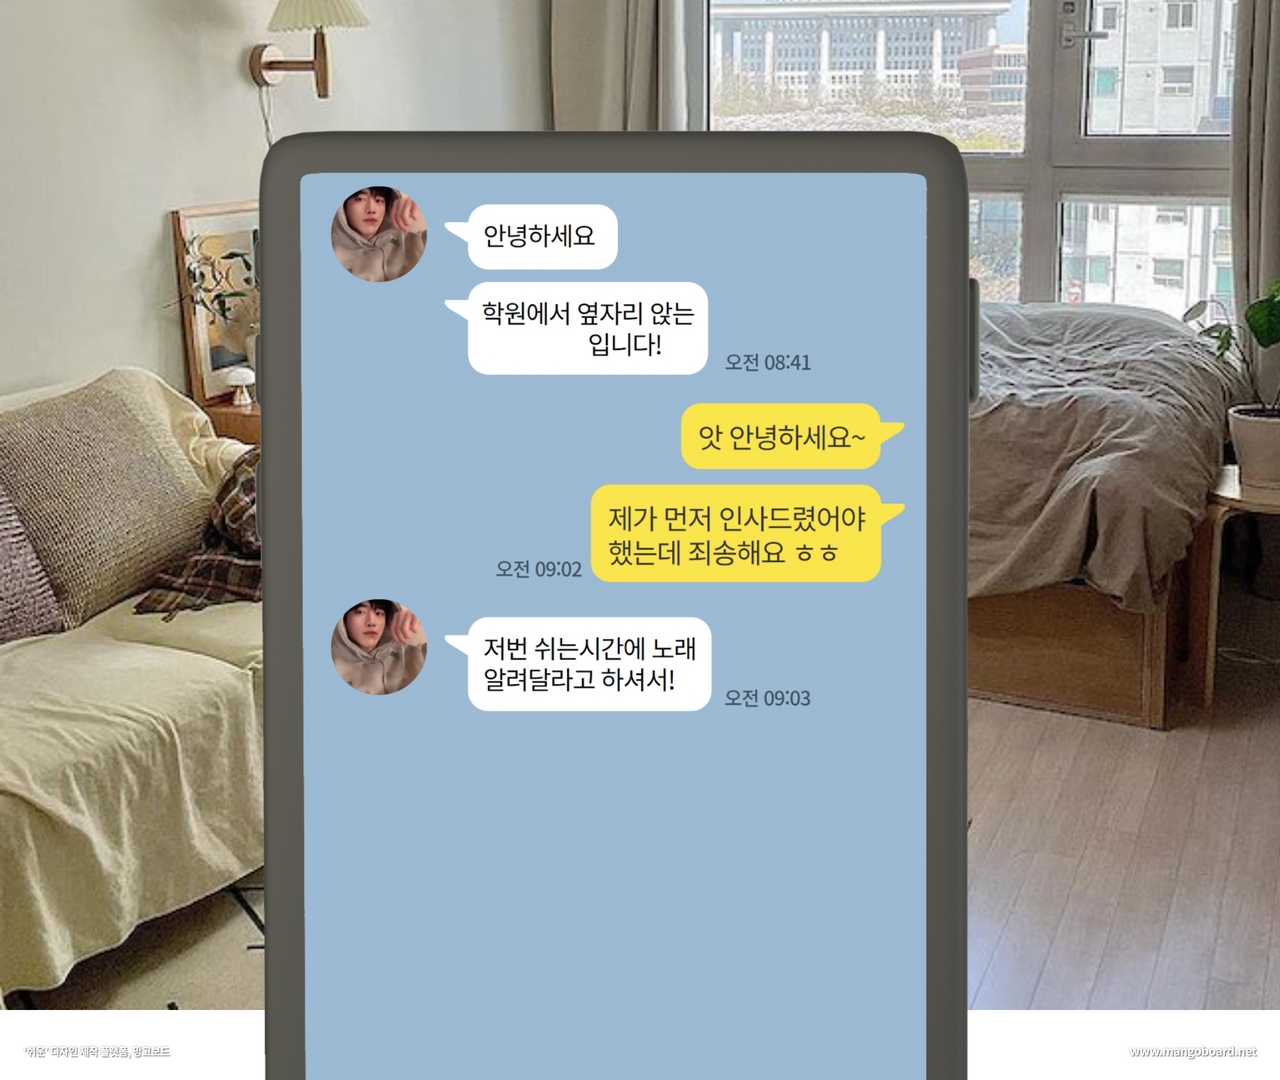 안녕하세요
학원에서 옆자리 앉는
입니다!
오전 08:41
앗 안녕하세요~
제가 먼저 인사드렸어야
했는데 죄송해요 ㅎㅎ
오전 09:02
저번 쉬는시간에 노래
알려달라고 하셔서!
오전 09:03
'쉬운' 디자인 제작 플랫폼, 망고보드
www.mangoboard.net